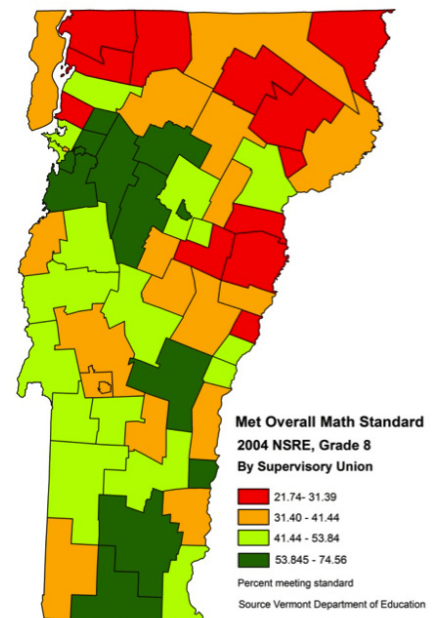 Met Overall Math Standard
2004 NSRE, Grade 8
By Supervisory Union
21.74- 31.39
31.40 - 41.44
41.44 - 53.84
53.845 - 74.56
Percent meeting standard
Source Vermont Department of Education